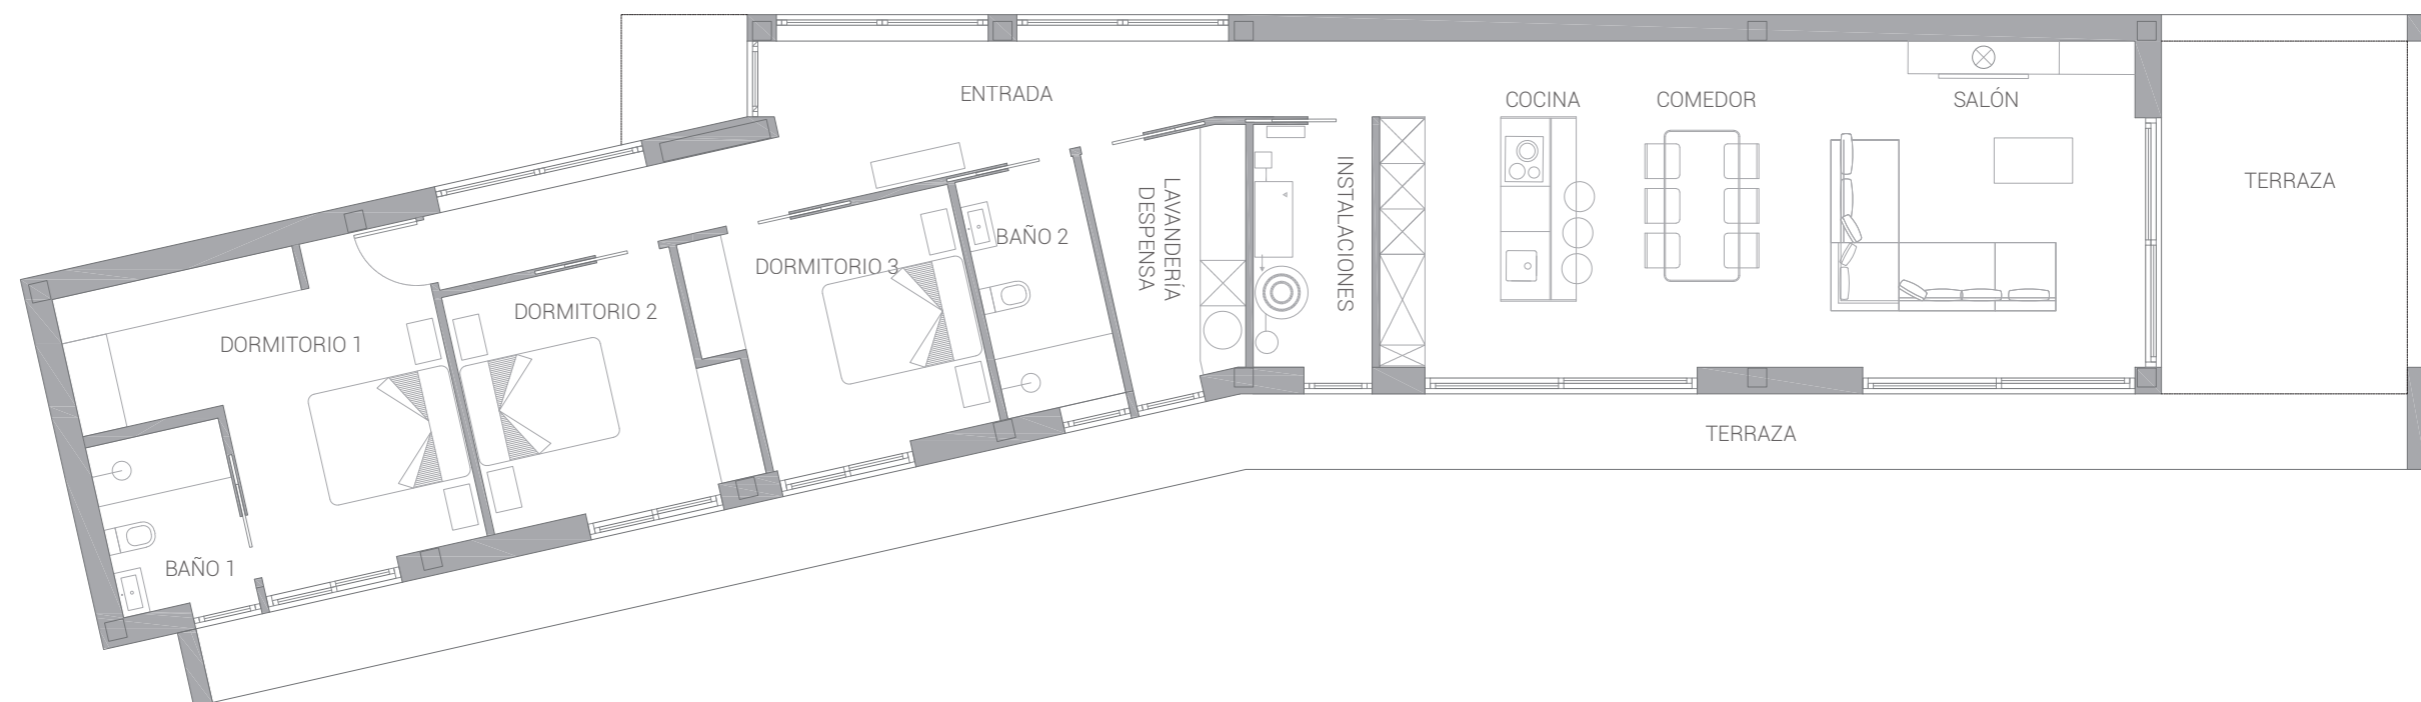 ENTRADA
COCINA
COMEDOR
SALÓN
TERRAZA
INSTALACIONES
LAVANDERÍA
DESPENSA
BAÑO 2
DORMITORIO 3
DORMITORIO 2
DORMITORIO 1
BAÑO 1
TERRAZA